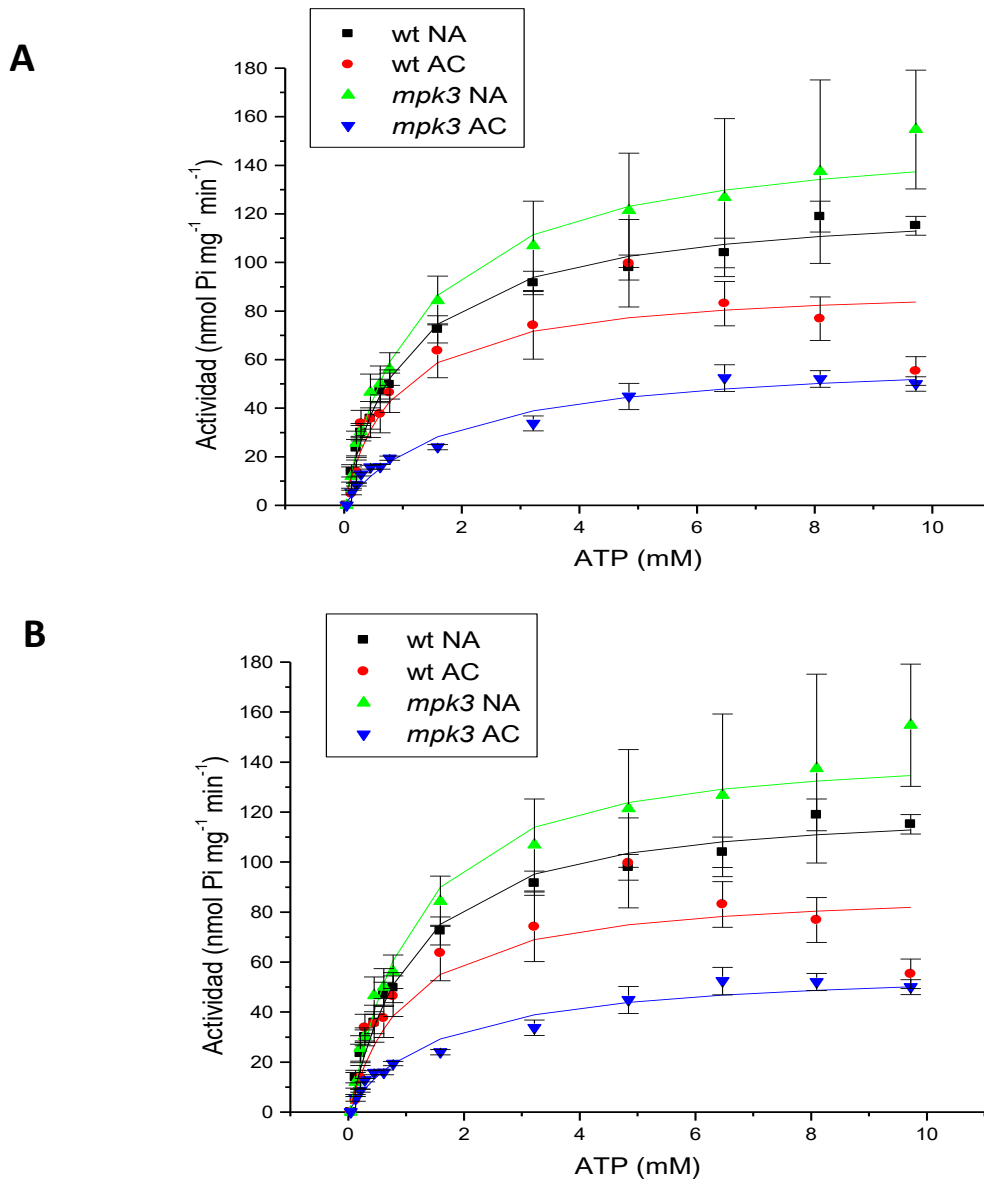 A
wt NA
wt AC
mpk3 NA
mpk3 AC
Actividad (nmol Pi mg⁻¹ min⁻¹)
180
160
140
120
100
80
60
40
20
0
0 2 4 6 8 10
ATP (mM)
B
wt NA
wt AC
mpk3 NA
mpk3 AC
Actividad (nmol Pi mg⁻¹ min⁻¹)
180
160
140
120
100
80
60
40
20
0
0 2 4 6 8 10
ATP (mM)